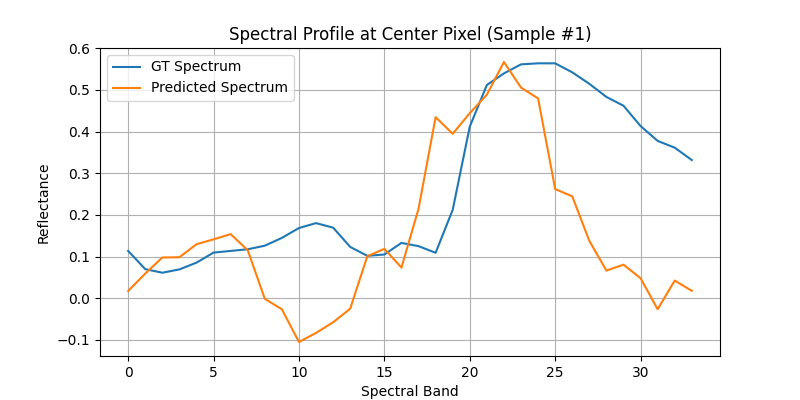 Spectral Profile at Center Pixel (Sample #1)
GT Spectrum
Predicted Spectrum
Reflectance
0.6
0.5
0.4
0.3
0.2
0.1
0.0
−0.1
0 5 10 15 20 25 30
Spectral Band